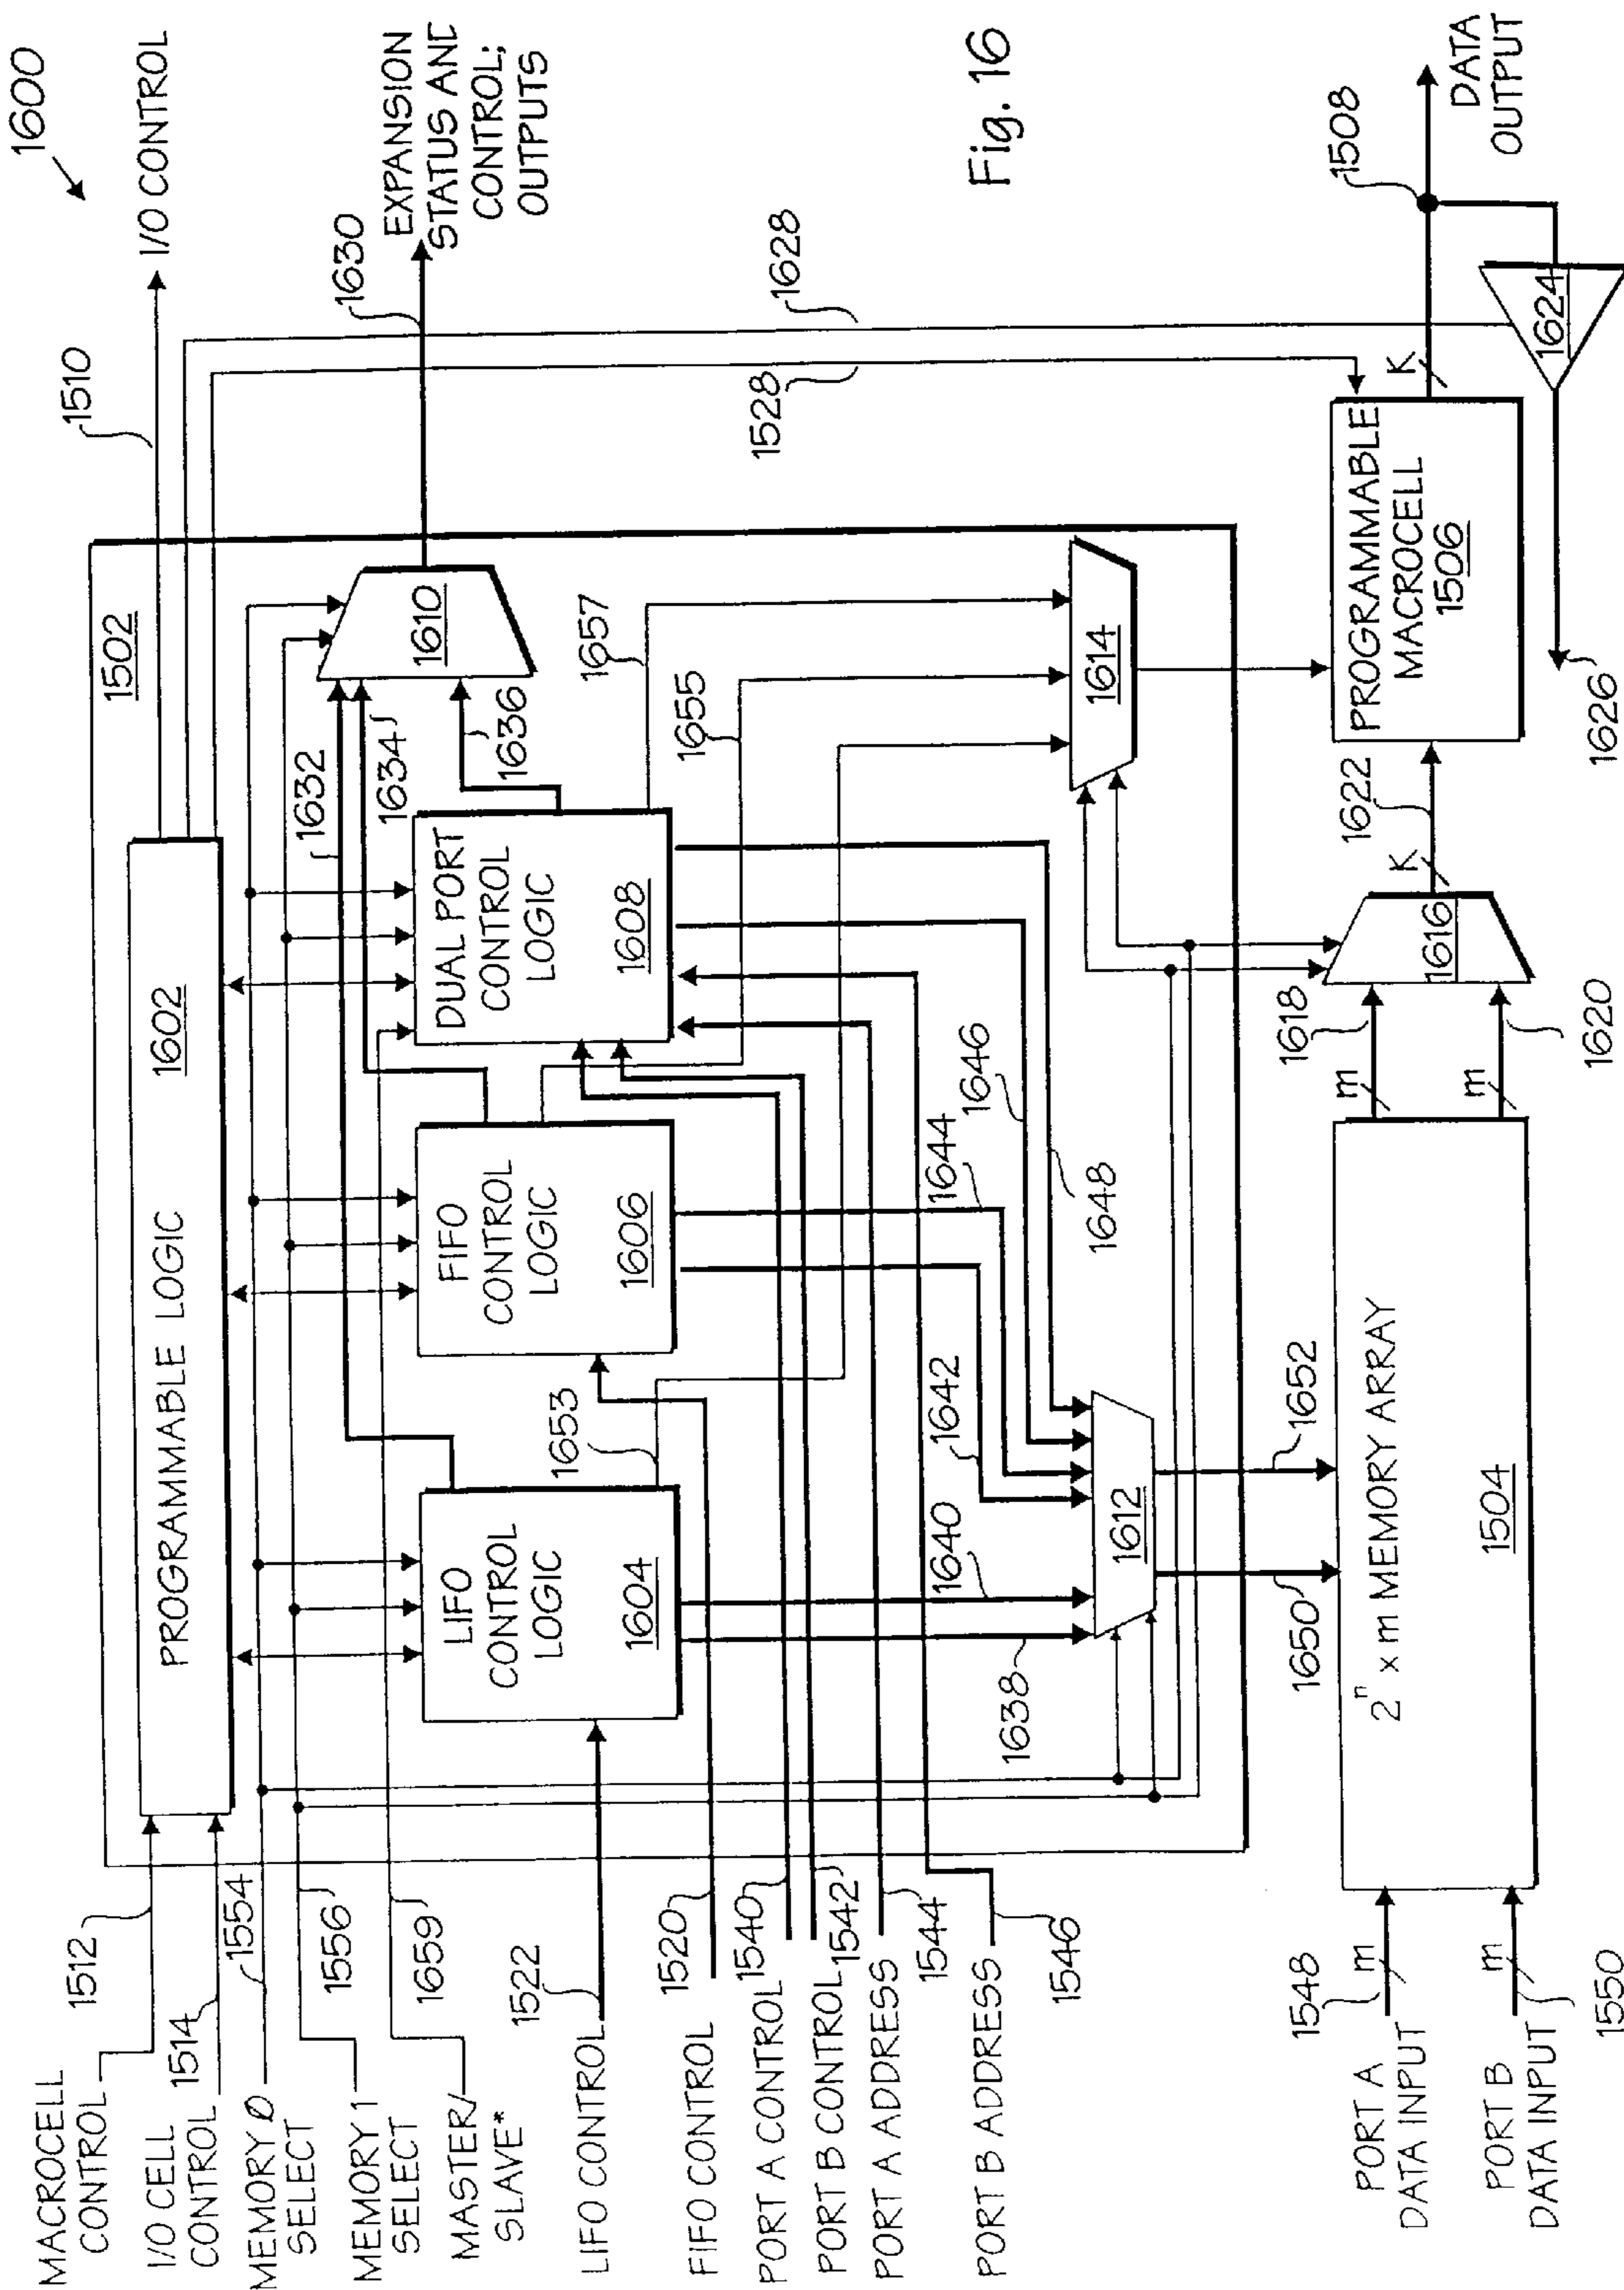 1600
I/O CONTROL
1510
EXPANSION
STATUS AND
CONTROL;
OUTPUTS
1630
Fig. 16
1502
PROGRAMMABLE LOGIC
1602
MACROCELL
CONTROL
1512
I/O CELL
CONTROL
1514
MEMORY 0
SELECT
1554
MEMORY 1
SELECT
1556
MASTER/
SLAVE*
1659
LIFO CONTROL
1522
FIFO CONTROL
1520
PORT A CONTROL
1540
PORT B CONTROL
1542
PORT A ADDRESS
1544
PORT B ADDRESS
1546
LIFO
CONTROL
LOGIC
1604
FIFO
CONTROL
LOGIC
1606
DUAL PORT
CONTROL
LOGIC
1608
1610
1632
1634
1636
1653
1655
1657
1528
1628
1638
1640
1642
1644
1646
1648
1612
1614
1650
1652
PORT A
DATA INPUT
1548
m
PORT B
DATA INPUT
1550
m
2n x m MEMORY ARRAY
1504
m
1618
m
1620
1616
K
1622
PROGRAMMABLE
MACROCELL
1506
K
1508
DATA
OUTPUT
1624
1626